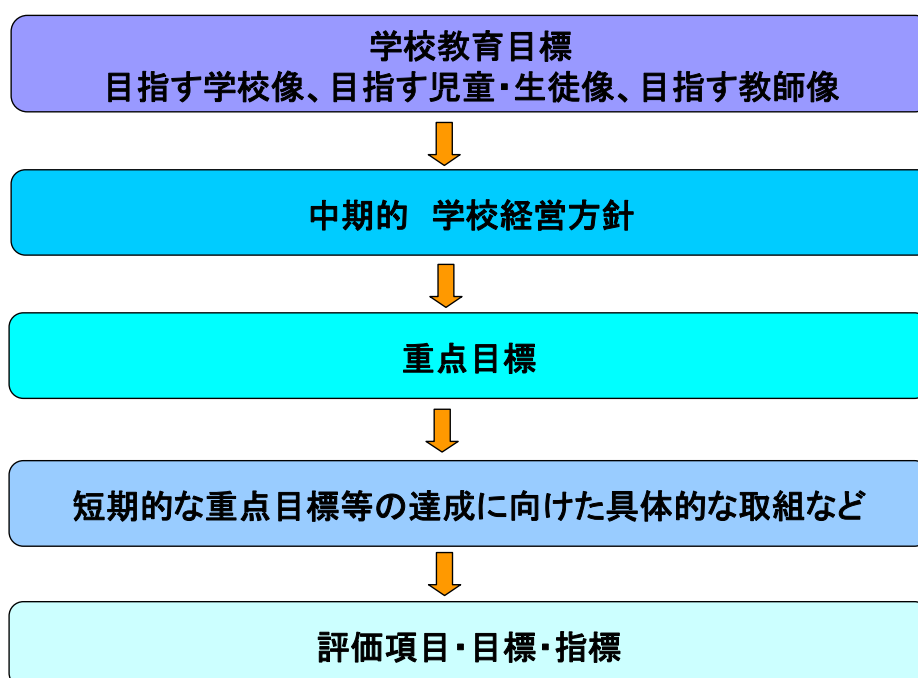 学校教育目標
目指す学校像、目指す児童・生徒像、目指す教師像
中期的　学校経営方針
重点目標
短期的な重点目標等の達成に向けた具体的な取組など
評価項目・目標・指標